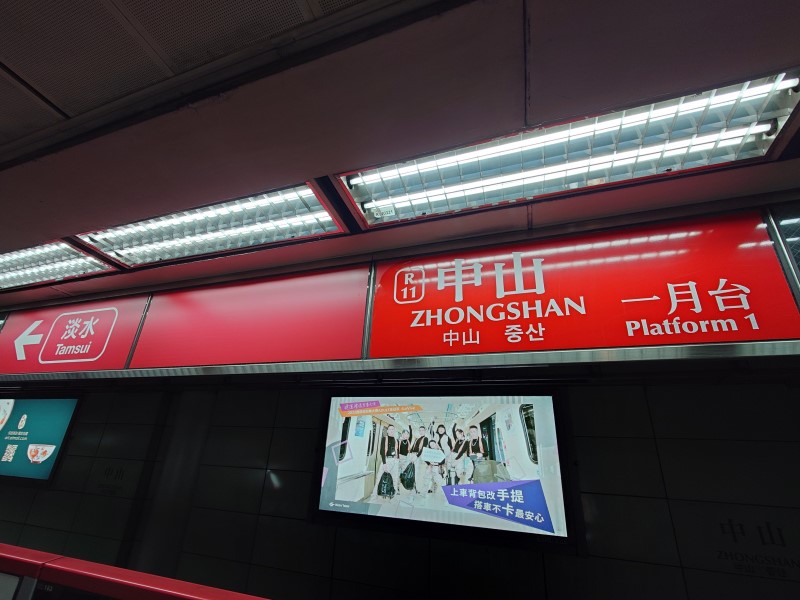 淡水
Tamsui
R
11
中山
ZHONGSHAN
中山 중산
一月台
Platform 1
上車背包改手提
搭車不卡最安心
中山
ZHONGSHAN